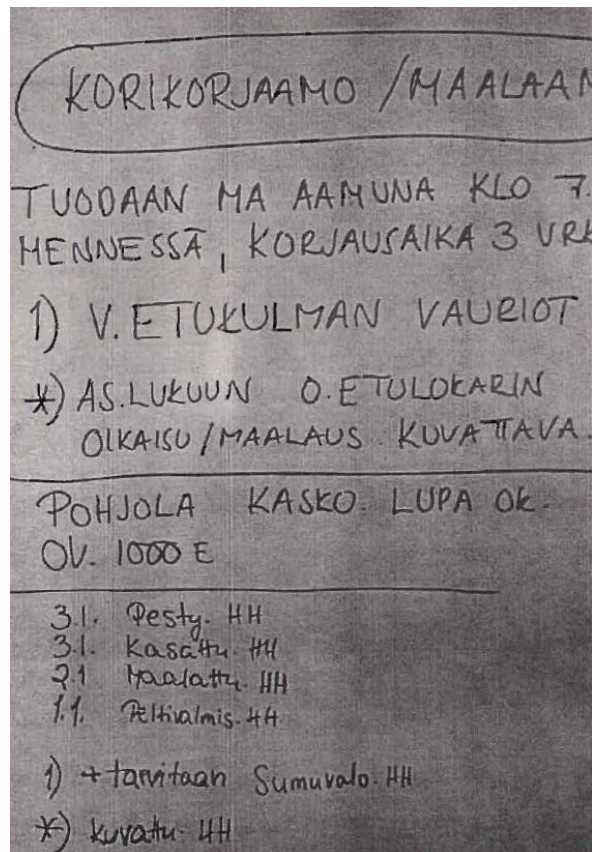 KORIKORJAAMO / MAALAAM
TUODAAN MA AAMUNA KLO 7.
MENNESSÄ, KORJAUSAIKA 3 VRK
1) V. ETUKULMAN VAURIOT
*) AS. LUKUUN O. ETULOKARIN
OIKAISU/MAALAUS. KUVATTAVA.
POHJOLA KASKO. LUPA OK.
OV. 1000 E
3.1. Pesty. HH
3.1. Kasattu. HH
2.1 Maalattu. HH
1.1. Peltivalmis. HH
1) + tarvitaan Sumuvalo. HH
*) Kuvattu. HH